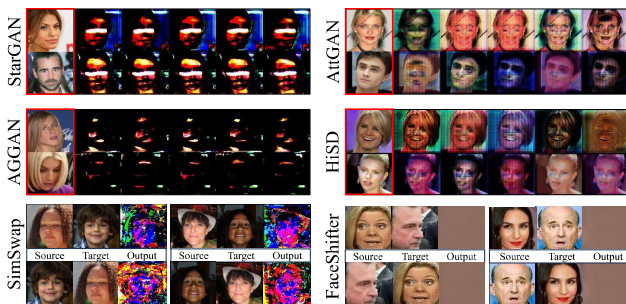 StarGAN
AttGAN
AGGAN
HiSD
SimSwap
Source Target Output Source Target Output
FaceShifter
Source Target Output Source Target Output